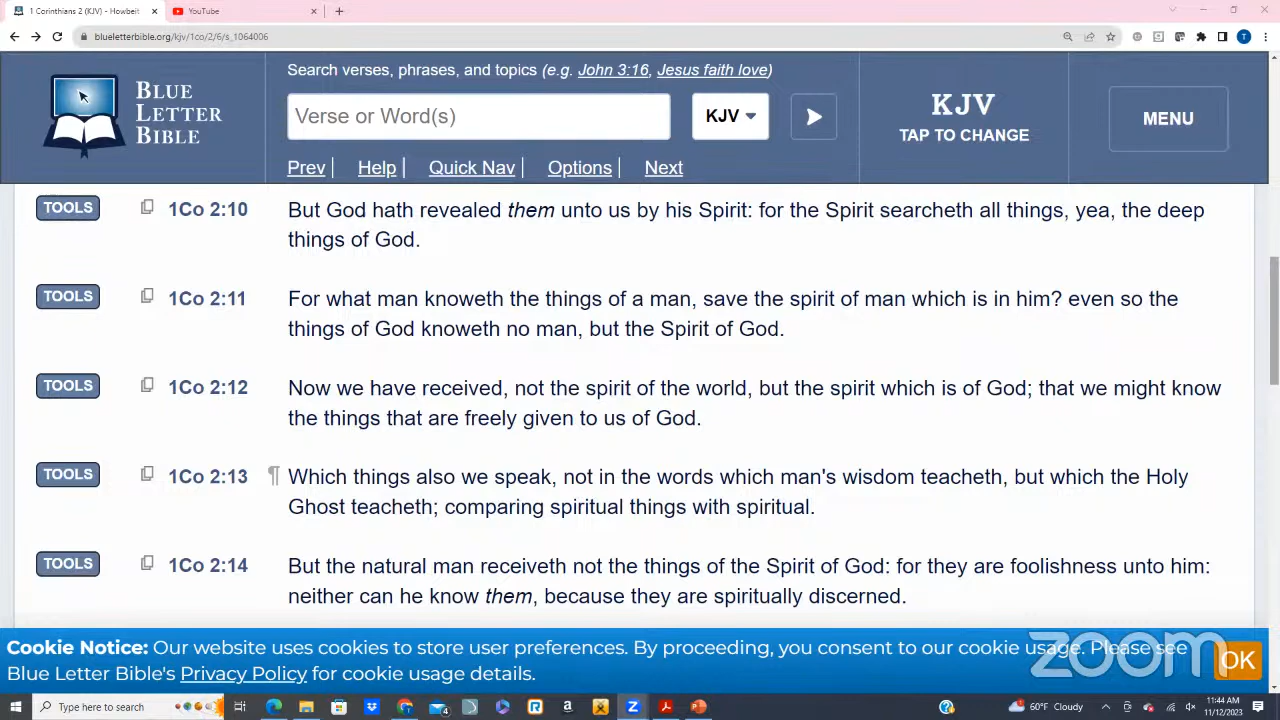 1 Corinthians 2 (KJV) - Howbeit
YouTube
blueletterbible.org/kjv/1co/2/6/s_1064006
BLUE
LETTER
BIBLE
Search verses, phrases, and topics (e.g. John 3:16, Jesus faith love)
Verse or Word(s)
KJV
Prev | Help | Quick Nav | Options | Next
KJV
TAP TO CHANGE
MENU
TOOLS 1Co 2:10 But God hath revealed them unto us by his Spirit: for the Spirit searcheth all things, yea, the deep
things of God.
TOOLS 1Co 2:11 For what man knoweth the things of a man, save the spirit of man which is in him? even so the
things of God knoweth no man, but the Spirit of God.
TOOLS 1Co 2:12 Now we have received, not the spirit of the world, but the spirit which is of God; that we might know
the things that are freely given to us of God.
TOOLS 1Co 2:13 ¶ Which things also we speak, not in the words which man's wisdom teacheth, but which the Holy
Ghost teacheth; comparing spiritual things with spiritual.
TOOLS 1Co 2:14 But the natural man receiveth not the things of the Spirit of God: for they are foolishness unto him:
neither can he know them, because they are spiritually discerned.
Cookie Notice: Our website uses cookies to store user preferences. By proceeding, you consent to our cookie usage. Please see
Blue Letter Bible's Privacy Policy for cookie usage details.
OK
zoom
Type here to search
60°F Cloudy
11:44 AM
11/12/2023